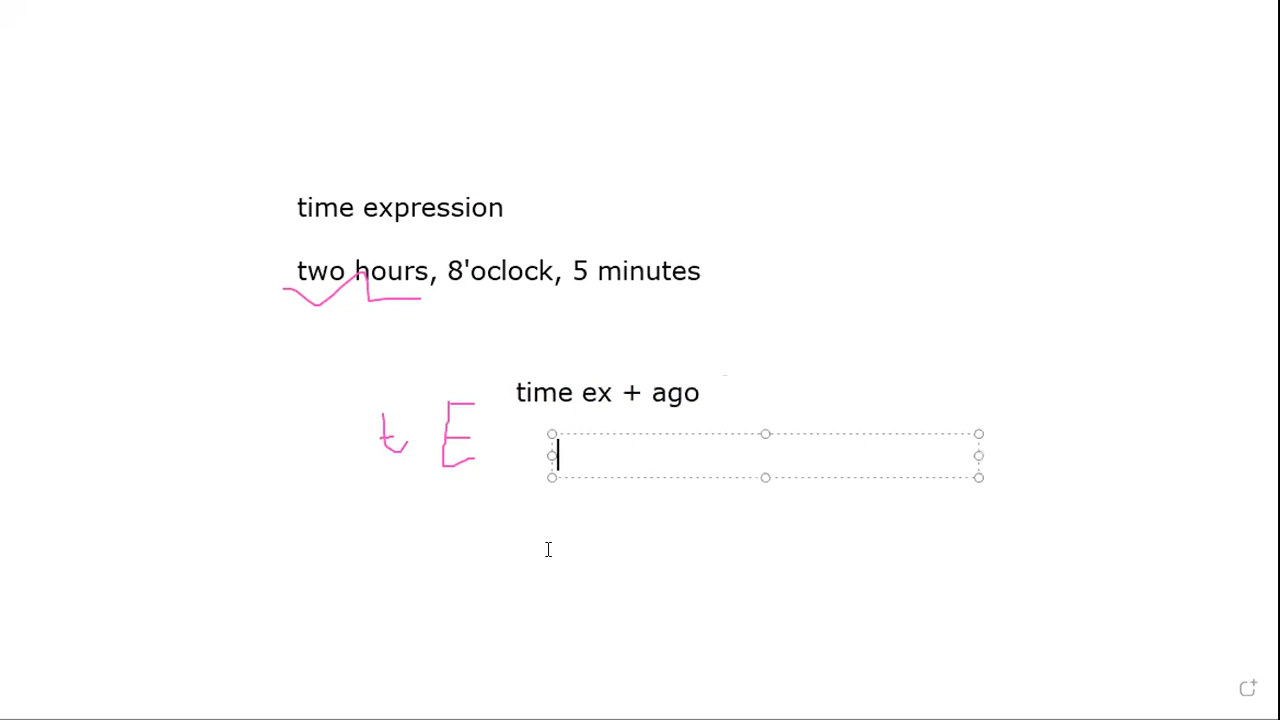 time expression
two hours, 8'oclock, 5 minutes
time ex + ago
t E